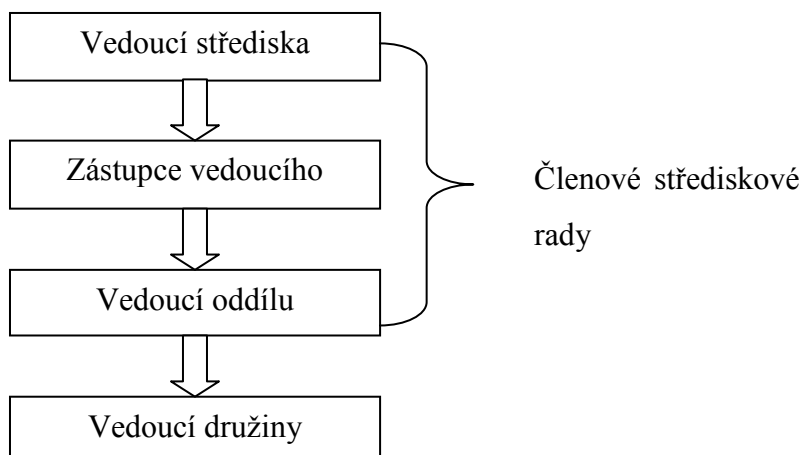 Vedoucí střediska
Zástupce vedoucího
Členové střediskové
rady
Vedoucí oddílu
Vedoucí družiny